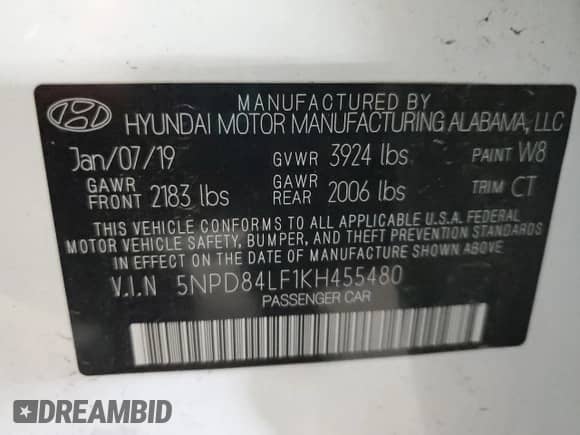 MANUFACTURED BY
HYUNDAI MOTOR MANUFACTURING ALABAMA, LLC
Jan/07/19 GVWR 3924 lbs PAINT W8
GAWR FRONT 2183 lbs GAWR REAR 2006 lbs TRIM CT
THIS VEHICLE CONFORMS TO ALL APPLICABLE U.S.A. FEDERAL
MOTOR VEHICLE SAFETY, BUMPER, AND THEFT PREVENTION STANDARDS
IN EFFECT ON THE DATE OF MANUFACTURE SHOWN ABOVE.
V.I.N 5NPD84LF1KH455480
PASSENGER CAR
DREAMBID